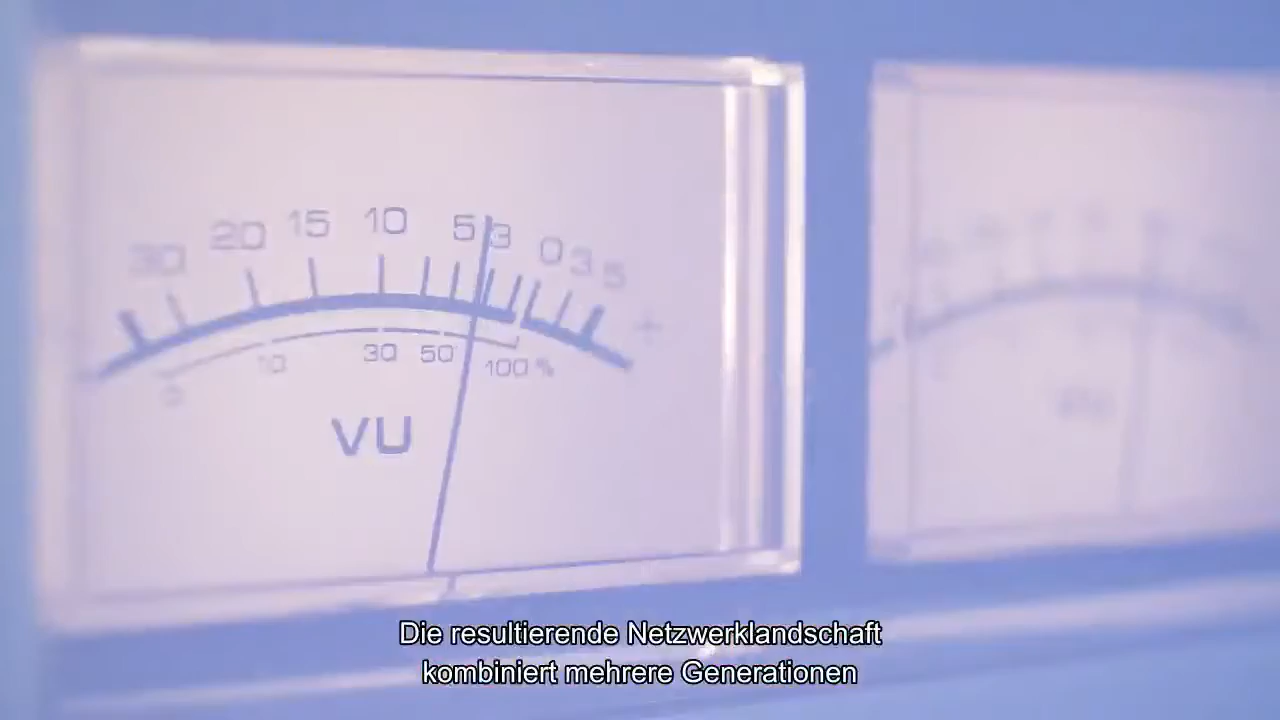 30 20 15 10 5 3 0 3 5 +
0 10 30 50 100 %
VU
Die resultierende Netzwerklandschaft
kombiniert mehrere Generationen